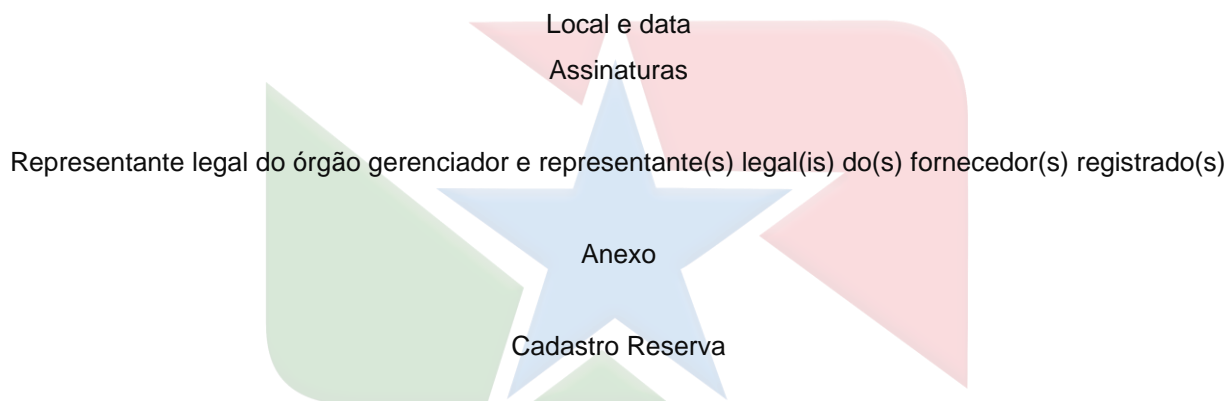 Local e data
Assinaturas
Representante legal do órgão gerenciador e representante(s) legal(is) do(s) fornecedor(s) registrado(s)
Anexo
Cadastro Reserva